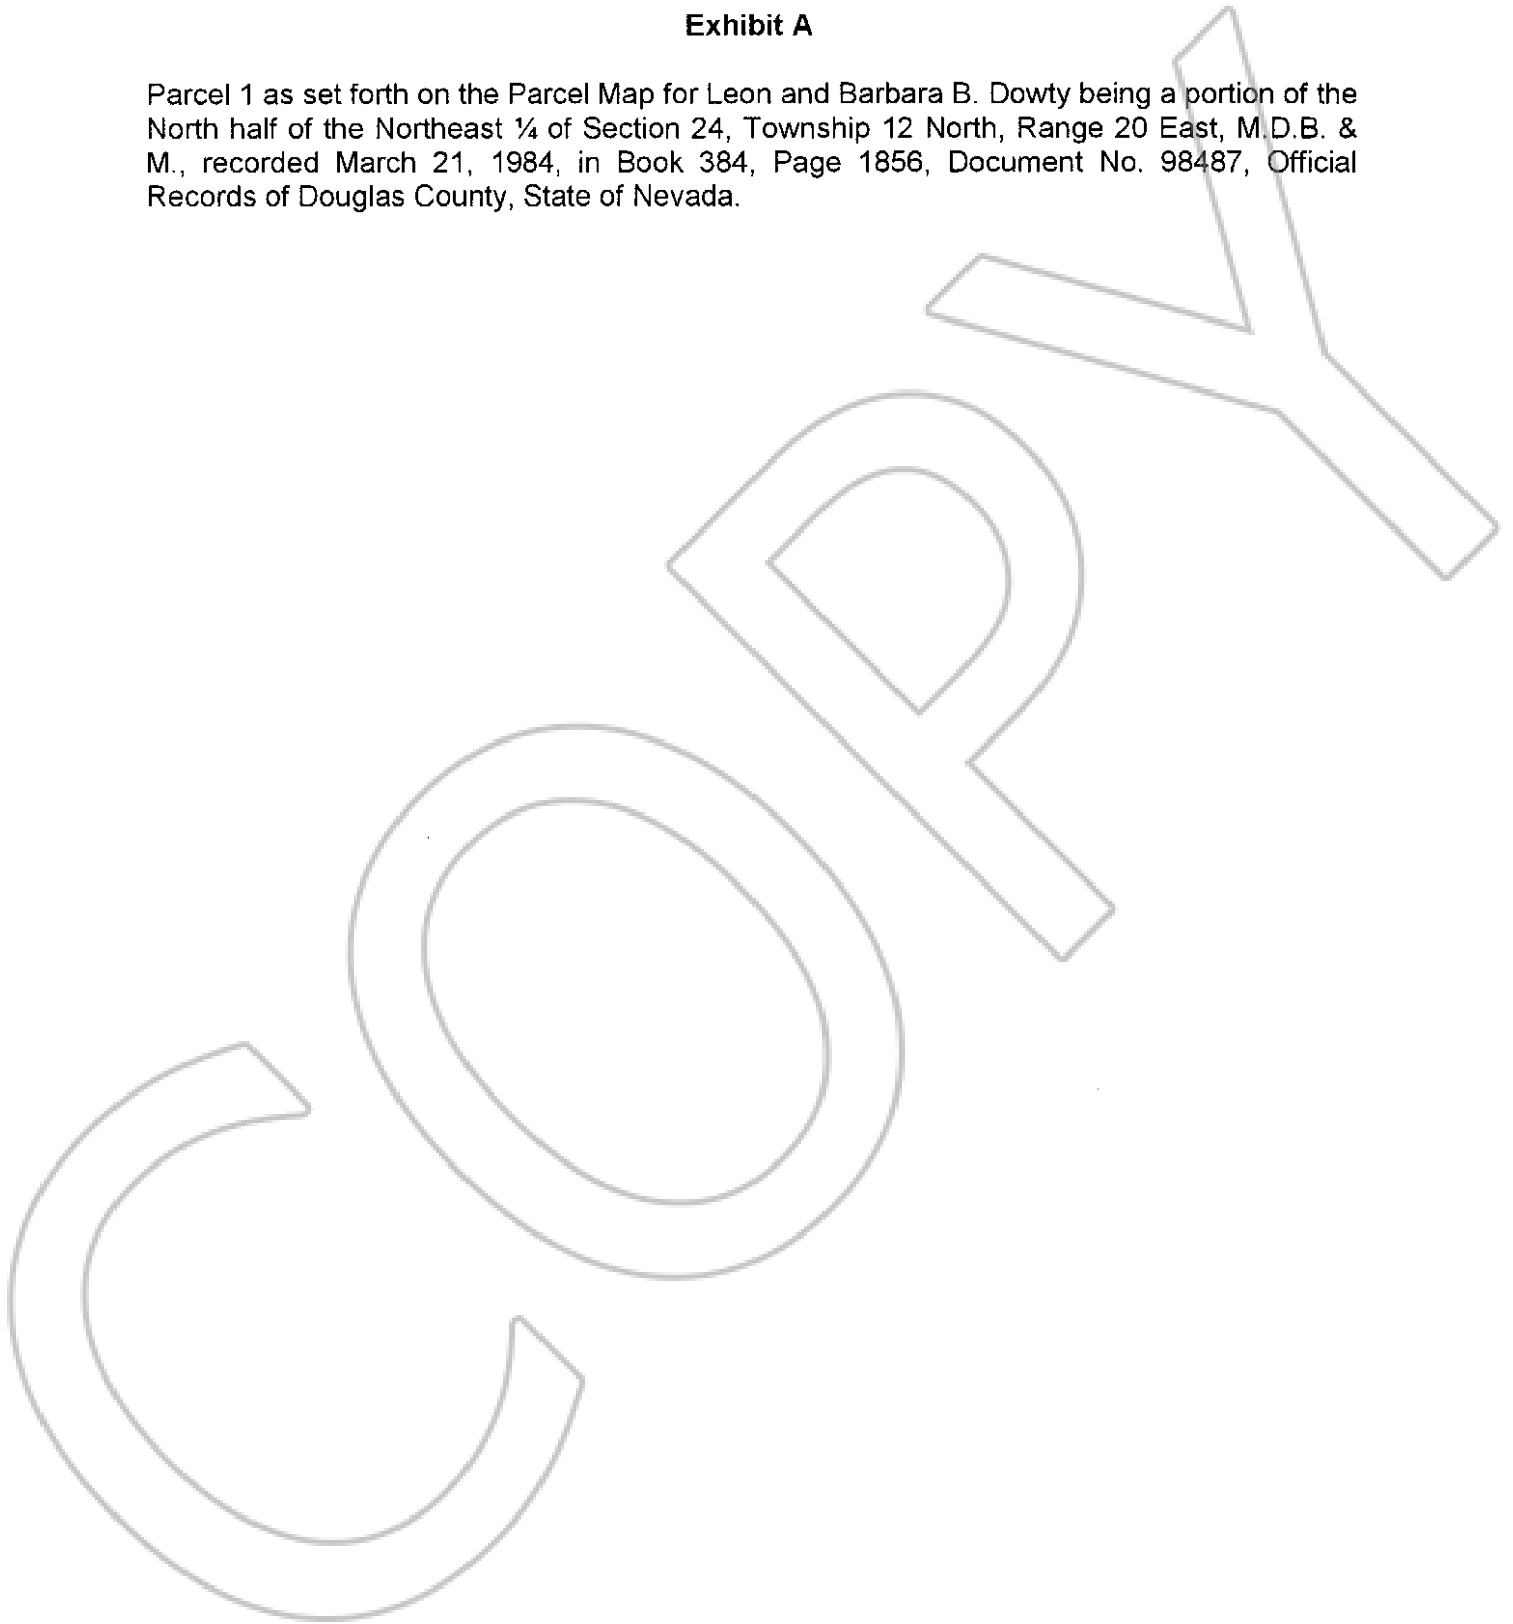 Exhibit A
Parcel 1 as set forth on the Parcel Map for Leon and Barbara B. Dowty being a portion of the
North half of the Northeast ¼ of Section 24, Township 12 North, Range 20 East, M.D.B. &
M., recorded March 21, 1984, in Book 384, Page 1856, Document No. 98487, Official
Records of Douglas County, State of Nevada.
COPY